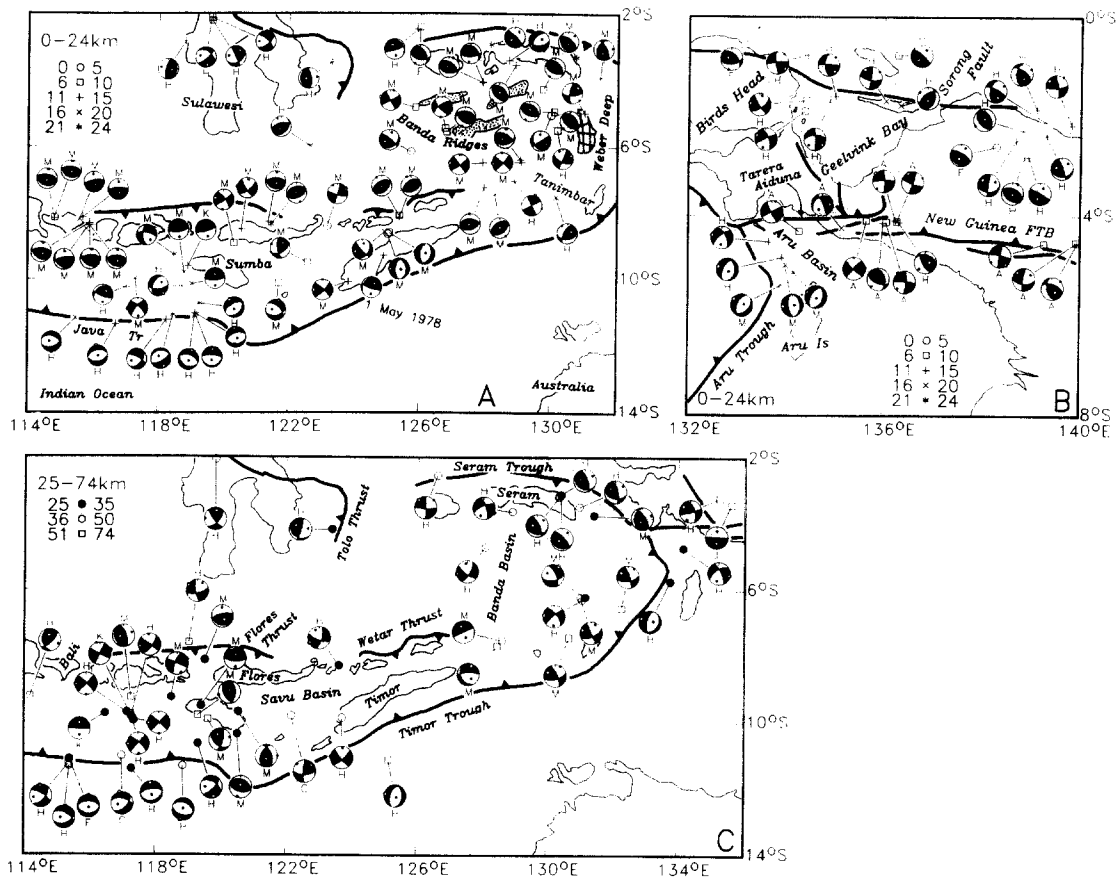 0-24km
0 ○ 5
6 □ 10
11 + 15
16 × 20
21 * 24
Sulawesi
Banda Ridges
Weber Deep
Tanimbar
Sumba
May 1978
Java Tr
Indian Ocean
Australia
A
2°S
6°S
10°S
14°S
114°E 118°E 122°E 126°E 130°E
Birds Head
Sorong Fault
Geelvink Bay
Tarera Aiduna
New Guinea FTB
Aru Basin
Aru Trough
Aru Is
0 ○ 5
6 □ 10
11 + 15
16 × 20
21 * 24
0-24km
B
0°S
4°S
8°S
132°E 136°E 140°E
25-74km
25 ● 35
36 ○ 50
51 □ 74
Tolo Thrust
Seram Trough
Seram
Banda Basin
Bali
Flores Thrust
Wetar Thrust
Flores
Savu Basin
Timor
Timor Trough
C
2°S
6°S
10°S
14°S
114°E 118°E 122°E 126°E 130°E 134°E